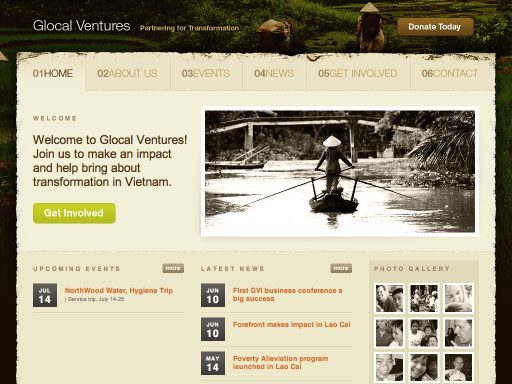 Glocal Ventures Partnering for Transformation
Donate Today
01HOME 02ABOUT US 03EVENTS 04NEWS 05GET INVOLVED 06CONTACT
WELCOME
Welcome to Glocal Ventures!
Join us to make an impact
and help bring about
transformation in Vietnam.
Get Involved
UPCOMING EVENTS more
JUL
14
NorthWood Water, Hygiene Trip
| Service trip, July 14-25
LATEST NEWS more
JUN
10
First GVI business conference a
big success
JUN
10
Forefront makes impact in Lao Cai
MAY
14
Poverty Alleviation program
launched in Lao Cai
PHOTO GALLERY